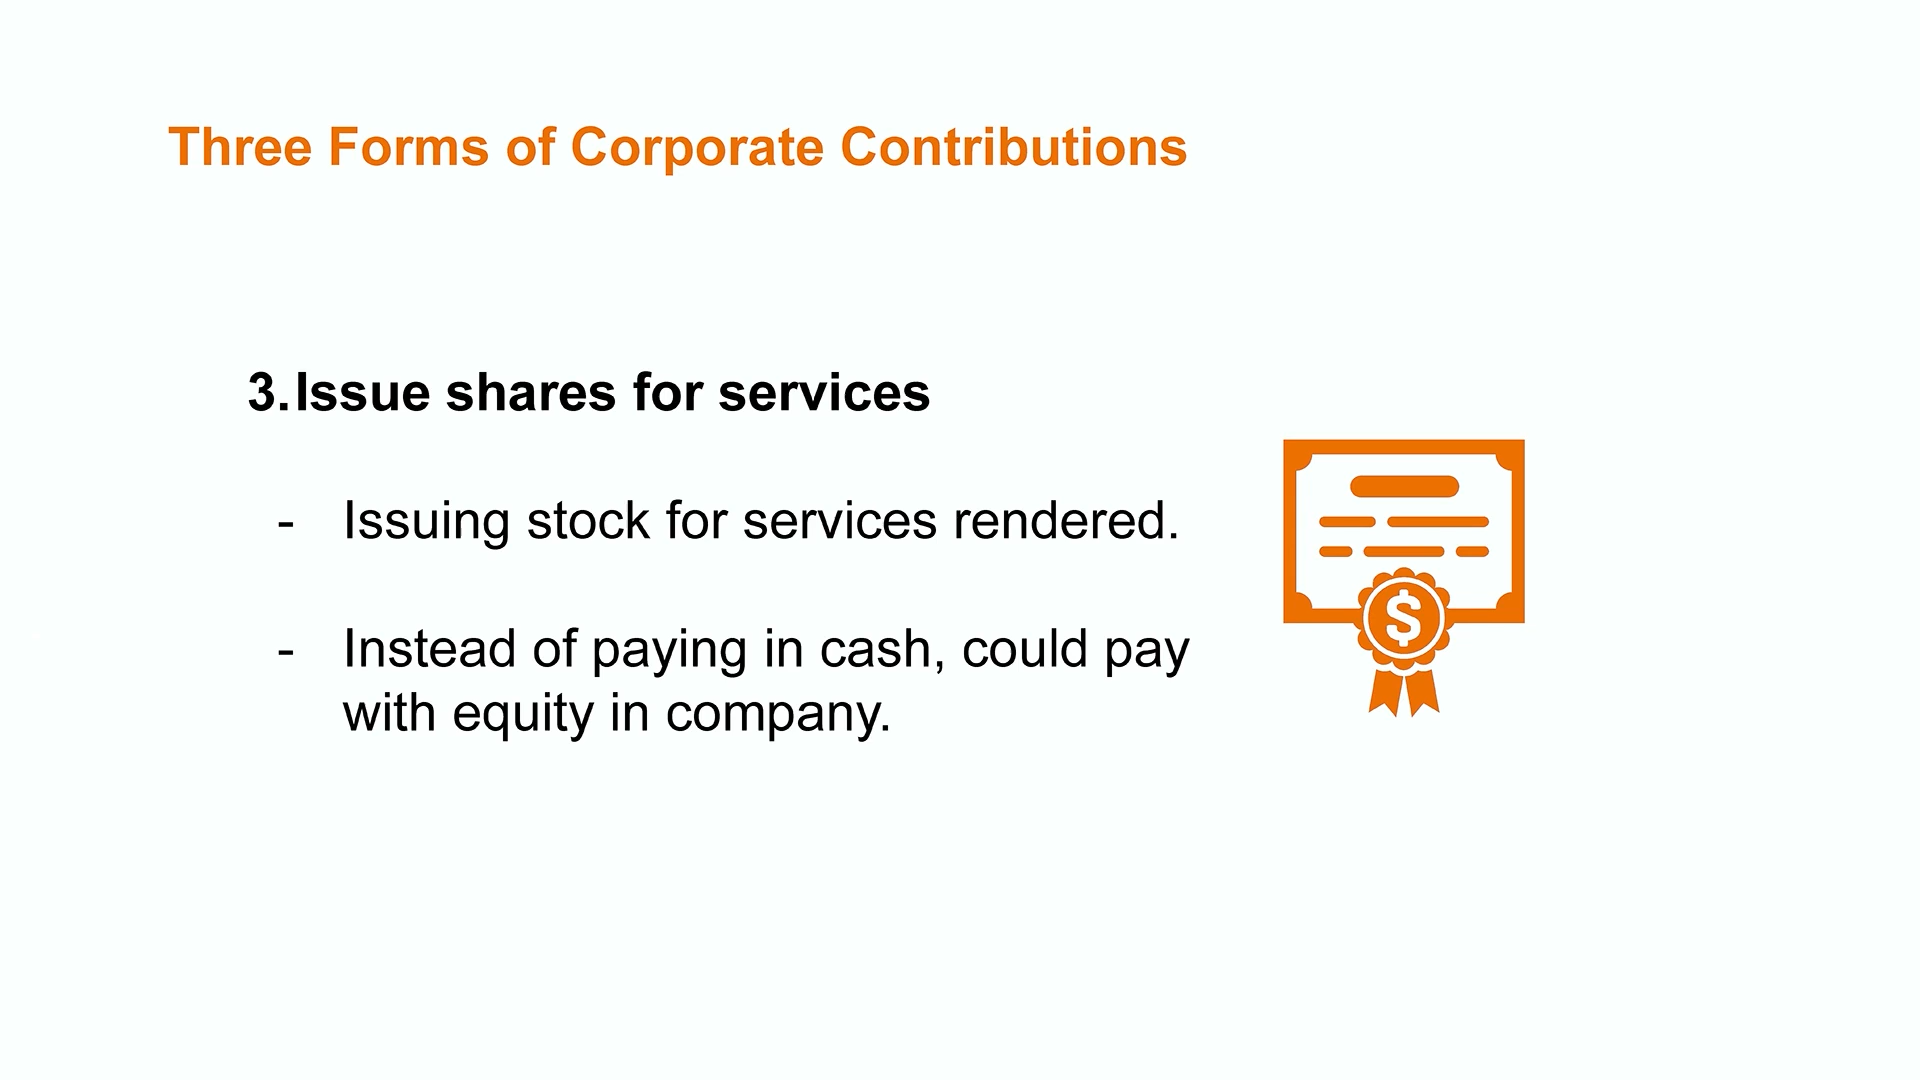 Three Forms of Corporate Contributions
3. Issue shares for services
- Issuing stock for services rendered.
- Instead of paying in cash, could pay
with equity in company.
$